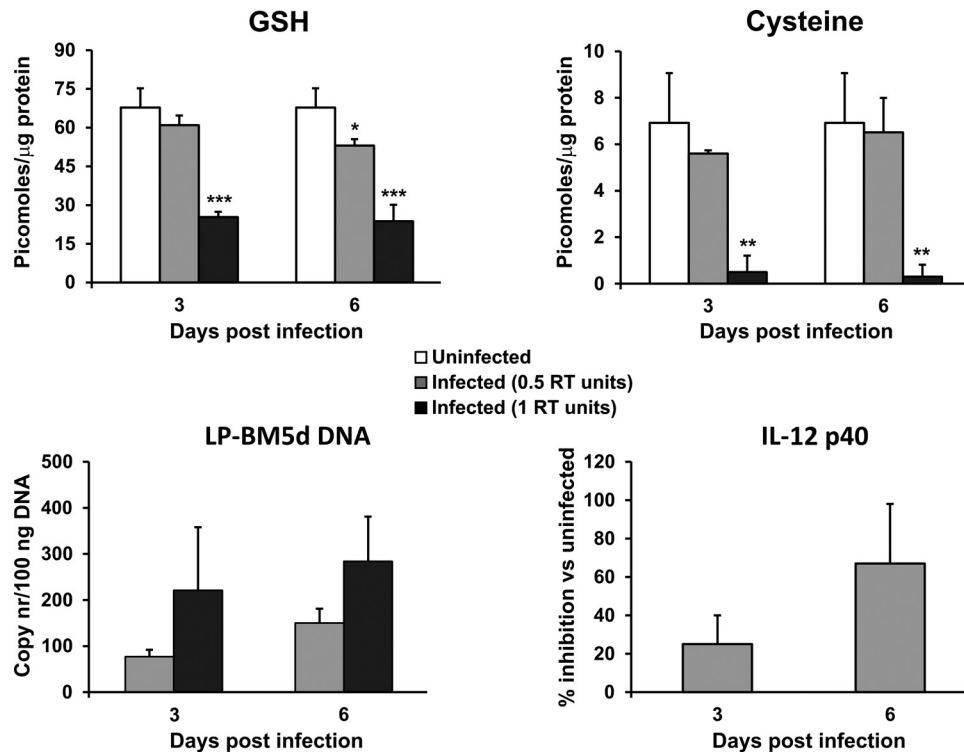 GSH
Picomoles/µg protein
90
75
60
45
30
15
0
***
*
***
3
6
Days post infection
Cysteine
Picomoles/µg protein
10
8
6
4
2
0
**
**
3
6
Days post infection
Uninfected
Infected (0.5 RT units)
Infected (1 RT units)
LP-BM5d DNA
Copy nr/100 ng DNA
500
400
300
200
100
0
3
6
Days post infection
IL-12 p40
% inhibition vs uninfected
120
100
80
60
40
20
0
3
6
Days post infection